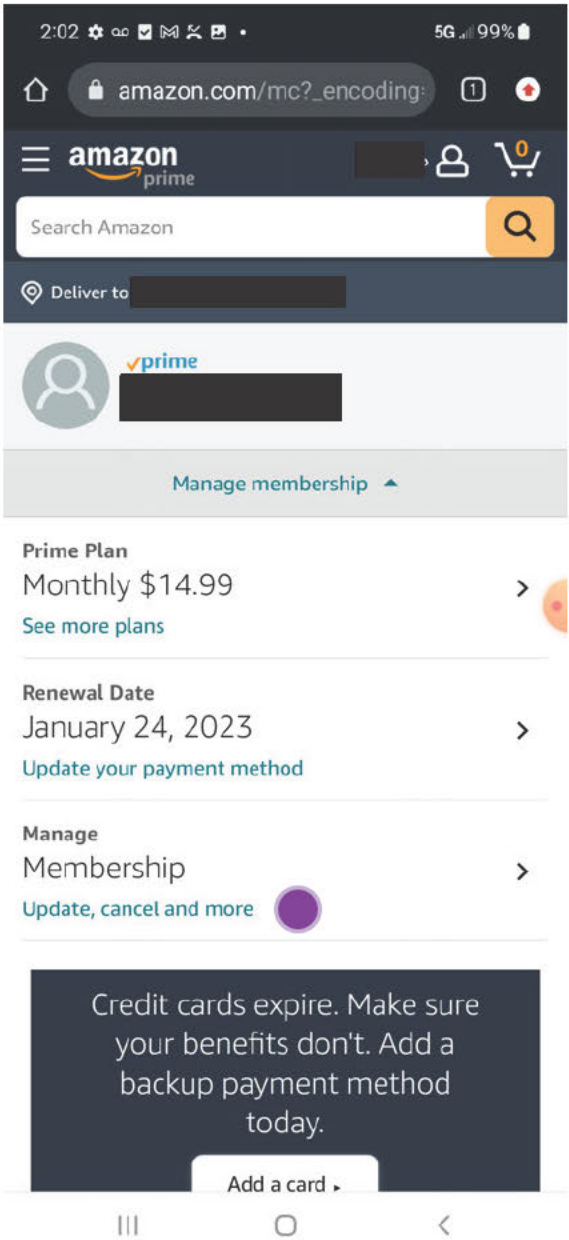 2:02
5G 99%
amazon.com/mc?_encoding
1
amazon
prime
0
Search Amazon
Deliver to
prime
Manage membership
Prime Plan
Monthly $14.99
See more plans
Renewal Date
January 24, 2023
Update your payment method
Manage
Membership
Update, cancel and more
Credit cards expire. Make sure
your benefits don't. Add a
backup payment method
today.
Add a card